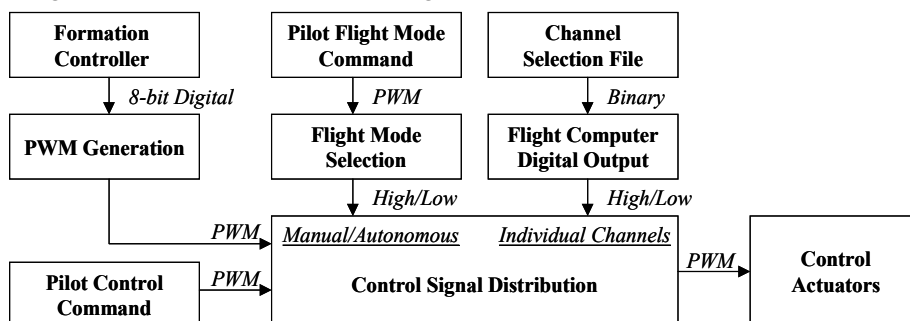 Formation
Controller
Pilot Flight Mode
Command
Channel
Selection File
8-bit Digital
PWM
Binary
PWM Generation
Flight Mode
Selection
Flight Computer
Digital Output
High/Low
High/Low
PWM
Manual/Autonomous
Individual Channels
PWM
Control
Actuators
Pilot Control
Command
PWM
Control Signal Distribution